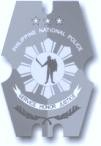 PHILIPPINE NATIONAL POLICE
SERVICE HONOR JUSTICE